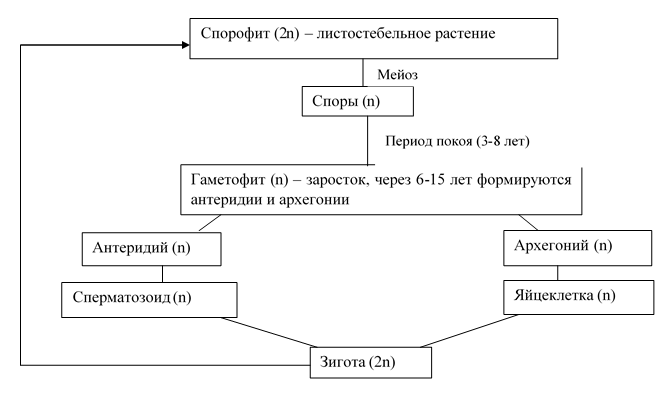 Спорофит (2n) – листостебельное растение
Мейоз
Споры (n)
Период покоя (3-8 лет)
Гаметофит (n) – заросток, через 6-15 лет формируются
антеридии и архегонии
Антеридий (n)
Архегоний (n)
Сперматозоид (n)
Яйцеклетка (n)
Зигота (2n)